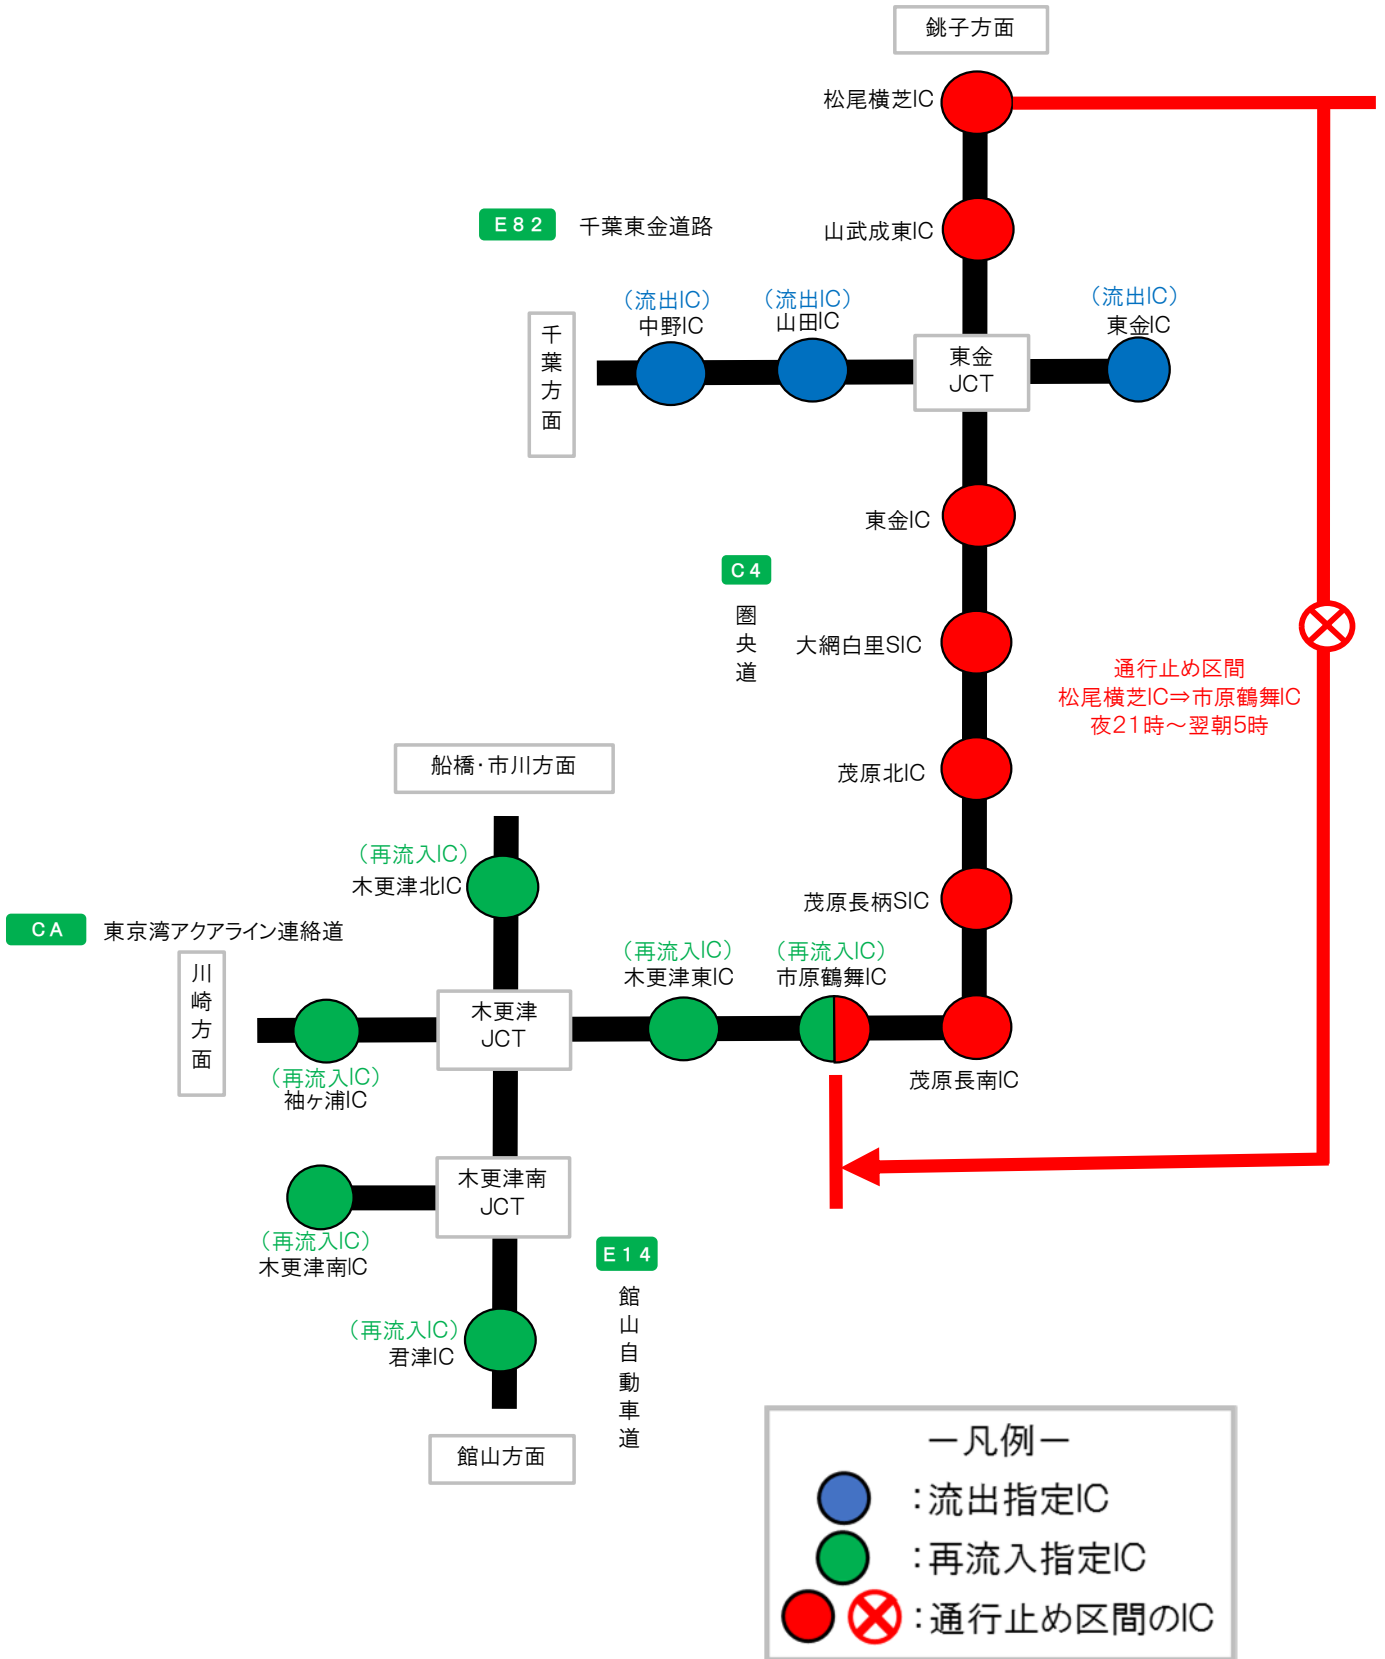 銚子方面
松尾横芝IC
E82
千葉東金道路
山武成東IC
（流出IC）
中野IC
（流出IC）
山田IC
（流出IC）
東金IC
千葉方面
東金
JCT
東金IC
C4
圏央道
大網白里SIC
通行止め区間
松尾横芝IC⇒市原鶴舞IC
夜21時～翌朝5時
船橋・市川方面
茂原北IC
（再流入IC）
木更津北IC
茂原長柄SIC
CA
東京湾アクアライン連絡道
川崎方面
（再流入IC）
木更津東IC
（再流入IC）
市原鶴舞IC
木更津
JCT
（再流入IC）
袖ヶ浦IC
茂原長南IC
木更津南
JCT
（再流入IC）
木更津南IC
E14
館山自動車道
（再流入IC）
君津IC
館山方面
－凡例－
：流出指定IC
：再流入指定IC
：通行止め区間のIC